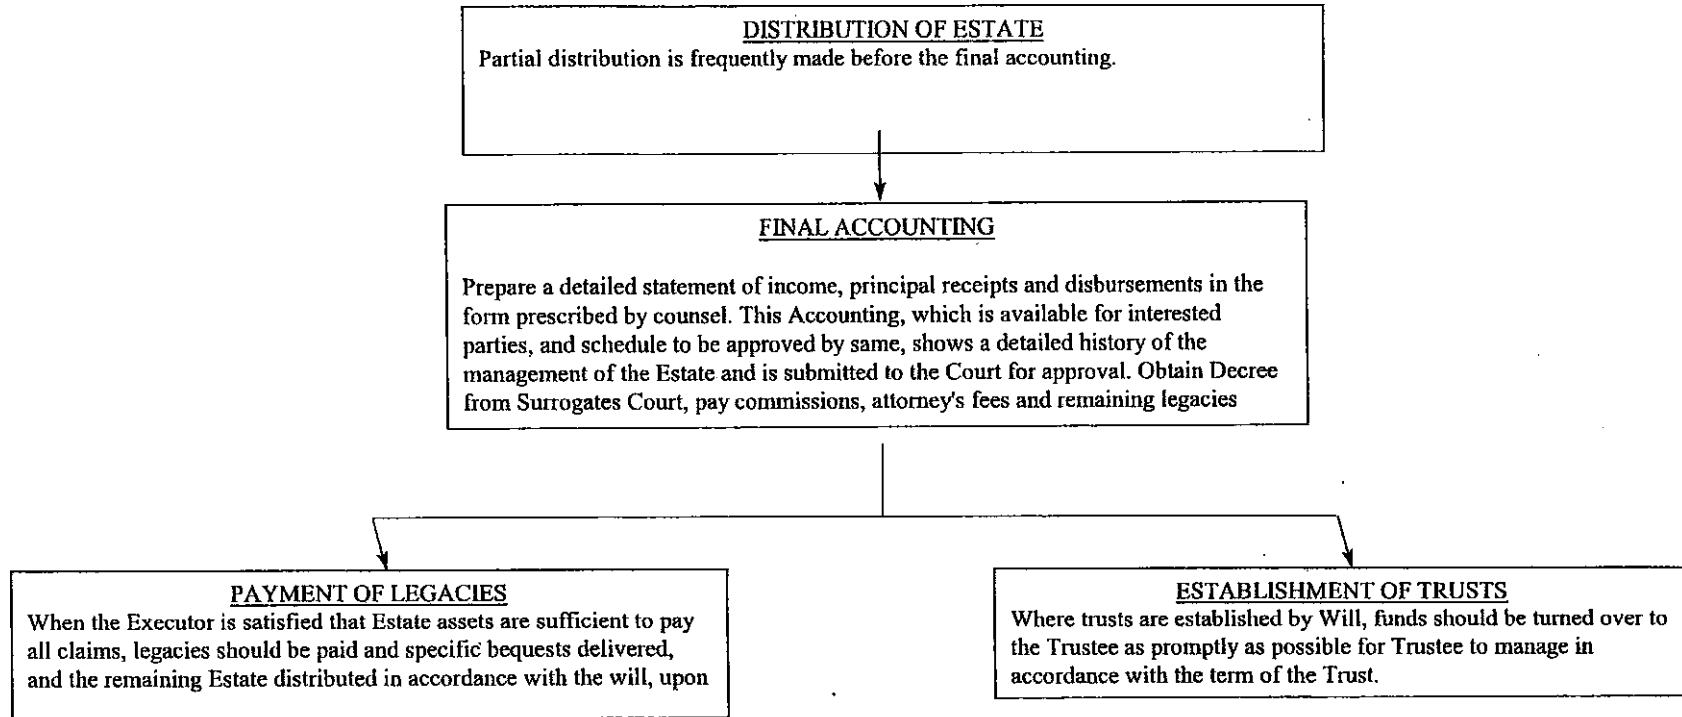 DISTRIBUTION OF ESTATE
Partial distribution is frequently made before the final accounting.
FINAL ACCOUNTING
Prepare a detailed statement of income, principal receipts and disbursements in the
form prescribed by counsel. This Accounting, which is available for interested
parties, and schedule to be approved by same, shows a detailed history of the
management of the Estate and is submitted to the Court for approval. Obtain Decree
from Surrogates Court, pay commissions, attorney's fees and remaining legacies
PAYMENT OF LEGACIES
When the Executor is satisfied that Estate assets are sufficient to pay
all claims, legacies should be paid and specific bequests delivered,
and the remaining Estate distributed in accordance with the will, upon
ESTABLISHMENT OF TRUSTS
Where trusts are established by Will, funds should be turned over to
the Trustee as promptly as possible for Trustee to manage in
accordance with the term of the Trust.